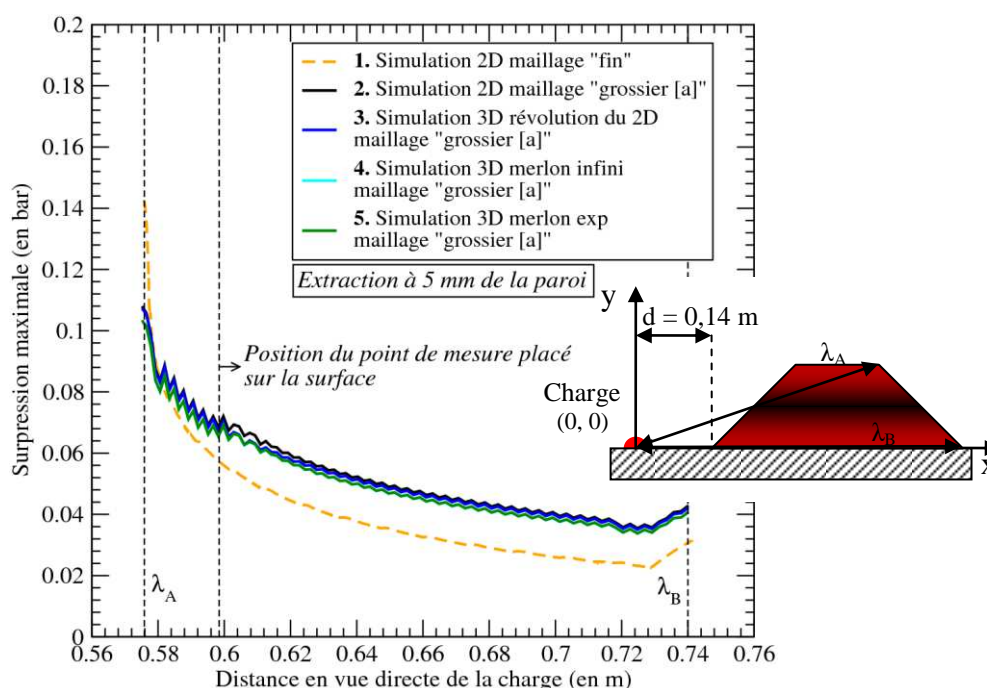 0.2
0.18
0.16
0.14
0.12
0.1
0.08
0.06
0.04
0.02
0
Surpression maximale (en bar)
1. Simulation 2D maillage "fin"
2. Simulation 2D maillage "grossier [a]"
3. Simulation 3D révolution du 2D
maillage "grossier [a]"
4. Simulation 3D merlon infini
maillage "grossier [a]"
5. Simulation 3D merlon exp
maillage "grossier [a]"
Extraction à 5 mm de la paroi
Position du point de mesure placé
sur la surface
λA
λB
0.56 0.58 0.6 0.62 0.64 0.66 0.68 0.7 0.72 0.74 0.76
Distance en vue directe de la charge (en m)
y
d = 0,14 m
λA
Charge
(0, 0)
λB
x